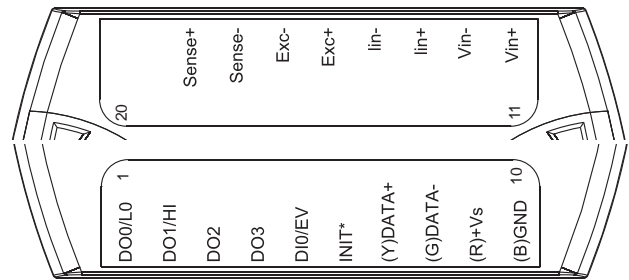 Sense+
Sense-
Exc-
Exc+
Iin-
Iin+
Vin-
Vin+
20
11
1
10
DO0/L0
DO1/HI
DO2
DO3
DI0/EV
INIT*
(Y)DATA+
(G)DATA-
(R)+Vs
(B)GND